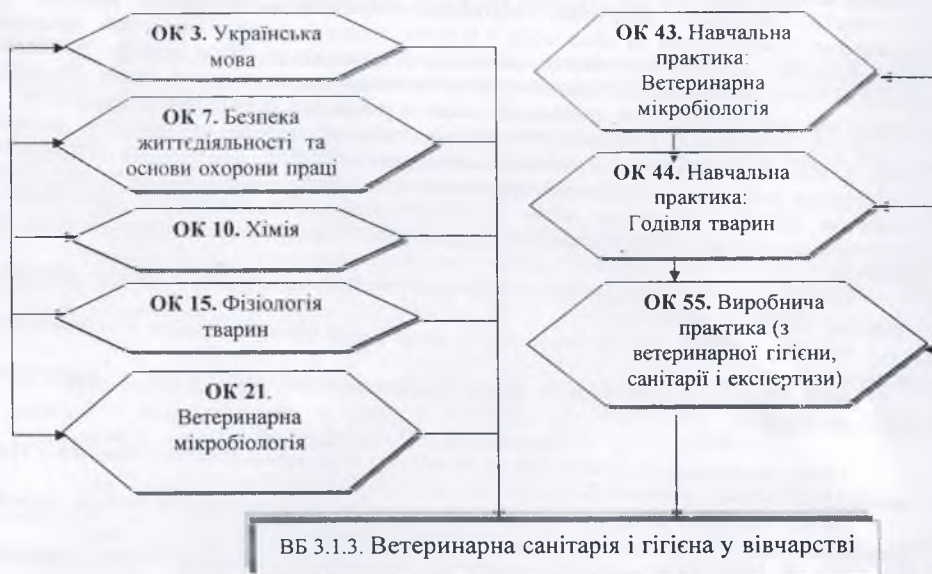 ОК 3. Українська
мова
ОК 7. Безпека
життєдіяльності та
основи охорони праці
ОК 10. Хімія
ОК 15. Фізіологія
тварин
ОК 21.
Ветеринарна
мікробіологія
ОК 43. Навчальна
практика:
Ветеринарна
мікробіологія
ОК 44. Навчальна
практика:
Годівля тварин
ОК 55. Виробнича
практика (з
ветеринарної гігієни,
санітарії і експертизи)
ВБ 3.1.3. Ветеринарна санітарія і гігієна у вівчарстві